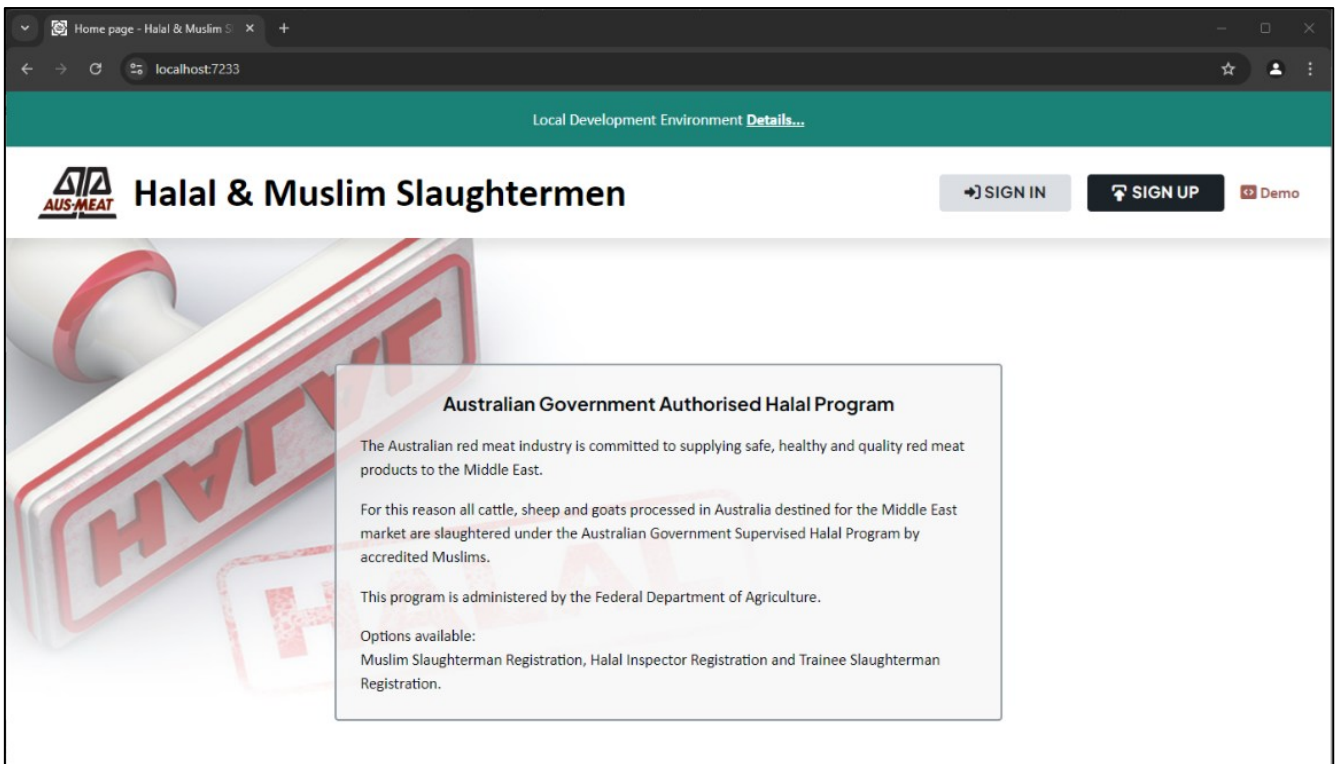 Home page - Halal & Muslim S
localhost:7233
Local Development Environment Details...
AUS-MEAT
Halal & Muslim Slaughtermen
SIGN IN
SIGN UP
Demo
HALAL
HALAL
Australian Government Authorised Halal Program
The Australian red meat industry is committed to supplying safe, healthy and quality red meat
products to the Middle East.
For this reason all cattle, sheep and goats processed in Australia destined for the Middle East
market are slaughtered under the Australian Government Supervised Halal Program by
accredited Muslims.
This program is administered by the Federal Department of Agriculture.
Options available:
Muslim Slaughterman Registration, Halal Inspector Registration and Trainee Slaughterman
Registration.